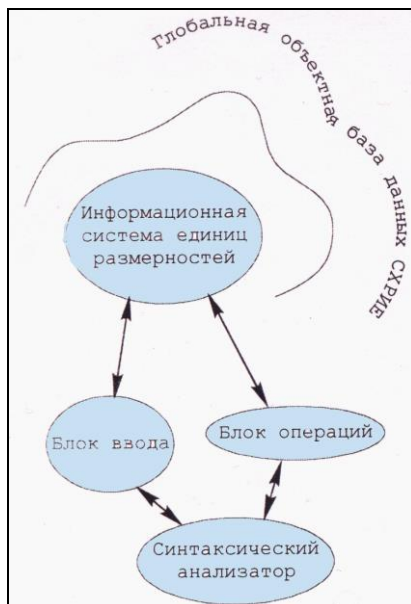 Глобальная объектная база данных СХРИЕ
Информационная
система единиц
размерностей
Блок ввода
Блок операций
Синтаксический
анализатор